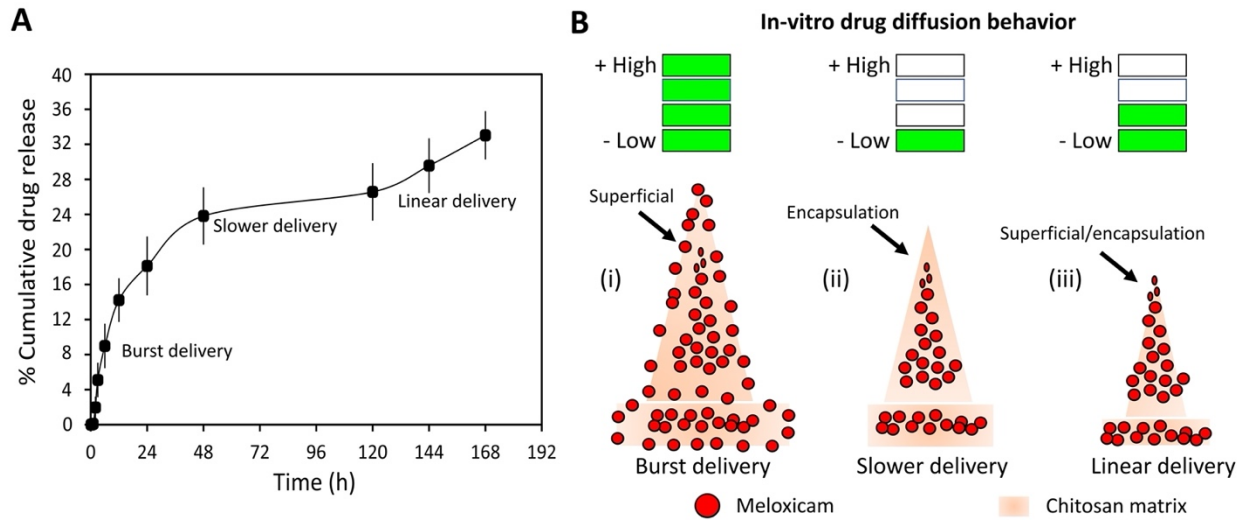 A
% Cumulative drug release
40
36
32
28
24
20
16
12
8
4
0
Burst delivery
Slower delivery
Linear delivery
0 24 48 72 96 120 144 168 192
Time (h)
B
In-vitro drug diffusion behavior
+ High
- Low
+ High
- Low
+ High
- Low
Superficial
(i)
Burst delivery
Encapsulation
(ii)
Slower delivery
Superficial/encapsulation
(iii)
Linear delivery
Meloxicam
Chitosan matrix